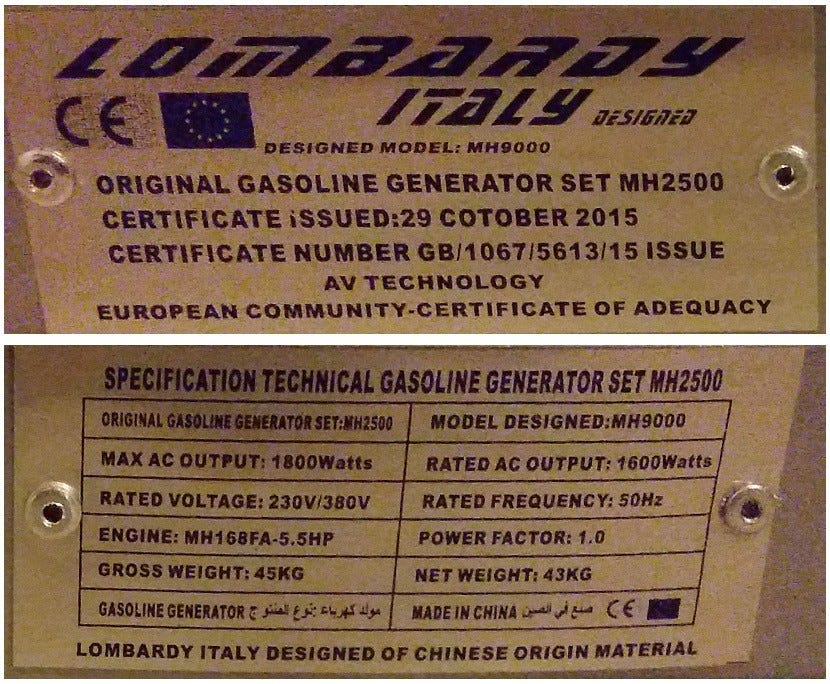 LOMBARDY
ITALY DESIGNED
CE
DESIGNED MODEL: MH9000
ORIGINAL GASOLINE GENERATOR SET MH2500
CERTIFICATE iSSUED:29 COTOBER 2015
CERTIFICATE NUMBER GB/1067/5613/15 ISSUE
AV TECHNOLOGY
EUROPEAN COMMUNITY-CERTIFICATE OF ADEQUACY
SPECIFICATION TECHNICAL GASOLINE GENERATOR SET MH2500
ORIGINAL GASOLINE GENERATOR SET:MH2500 MODEL DESIGNED:MH9000
MAX AC OUTPUT: 1800Watts RATED AC OUTPUT: 1600Watts
RATED VOLTAGE: 230V/380V RATED FREQUENCY: 50Hz
ENGINE: MH168FA-5.5HP POWER FACTOR: 1.0
GROSS WEIGHT: 45KG NET WEIGHT: 43KG
GASOLINE GENERATOR مولد كهرباء :نوع المنتو ج MADE IN CHINA صنع في الصين CE
LOMBARDY ITALY DESIGNED OF CHINESE ORIGIN MATERIAL